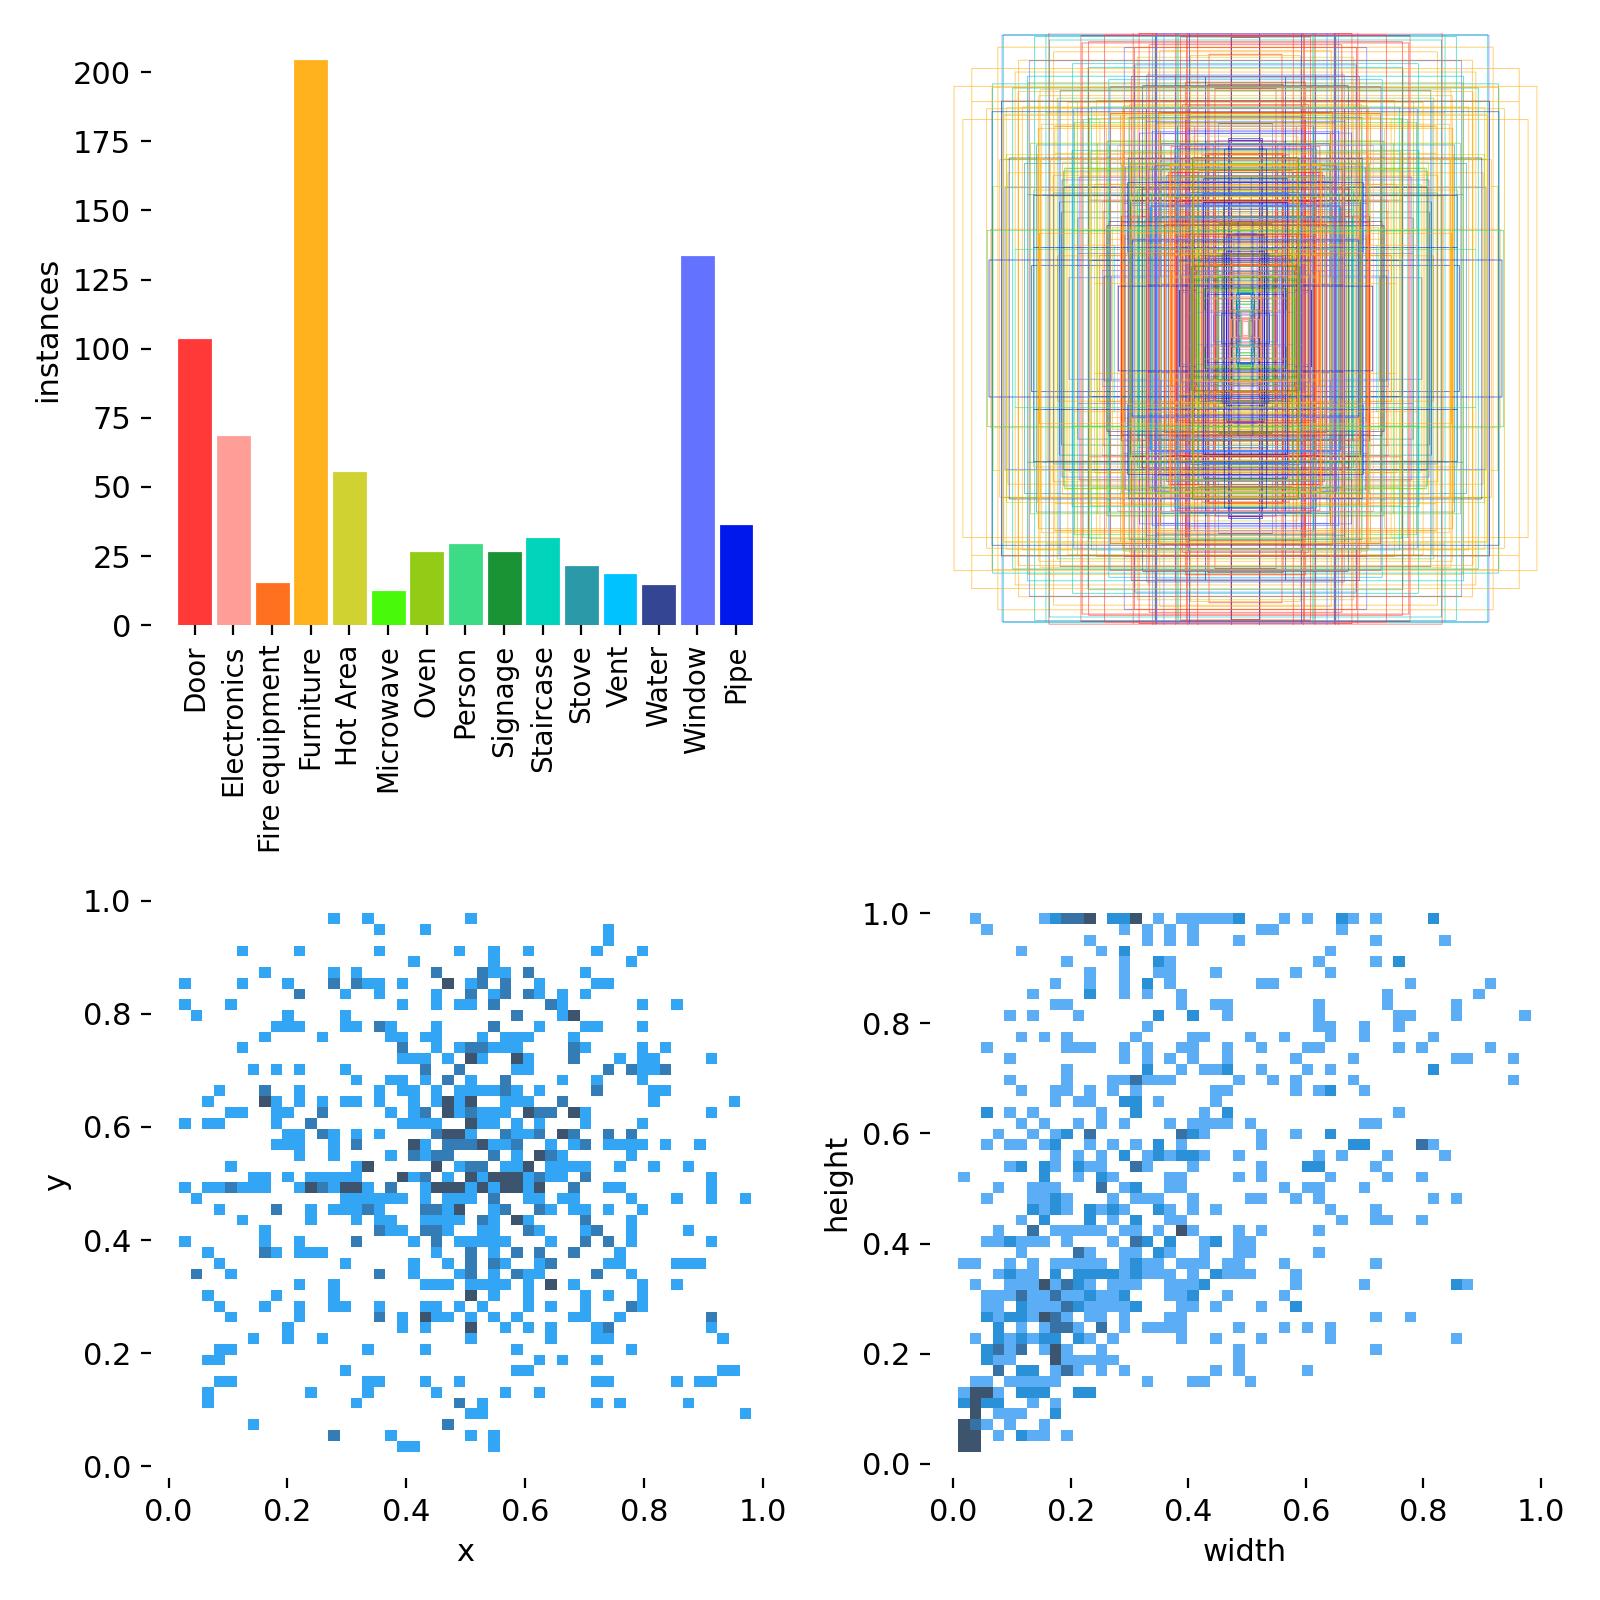 instances
200
175
150
125
100
75
50
25
0
Door
Electronics
Fire equipment
Furniture
Hot Area
Microwave
Oven
Person
Signage
Staircase
Stove
Vent
Water
Window
Pipe
y
1.0
0.8
0.6
0.4
0.2
0.0
0.0 0.2 0.4 0.6 0.8 1.0
x
height
1.0
0.8
0.6
0.4
0.2
0.0
0.0 0.2 0.4 0.6 0.8 1.0
width